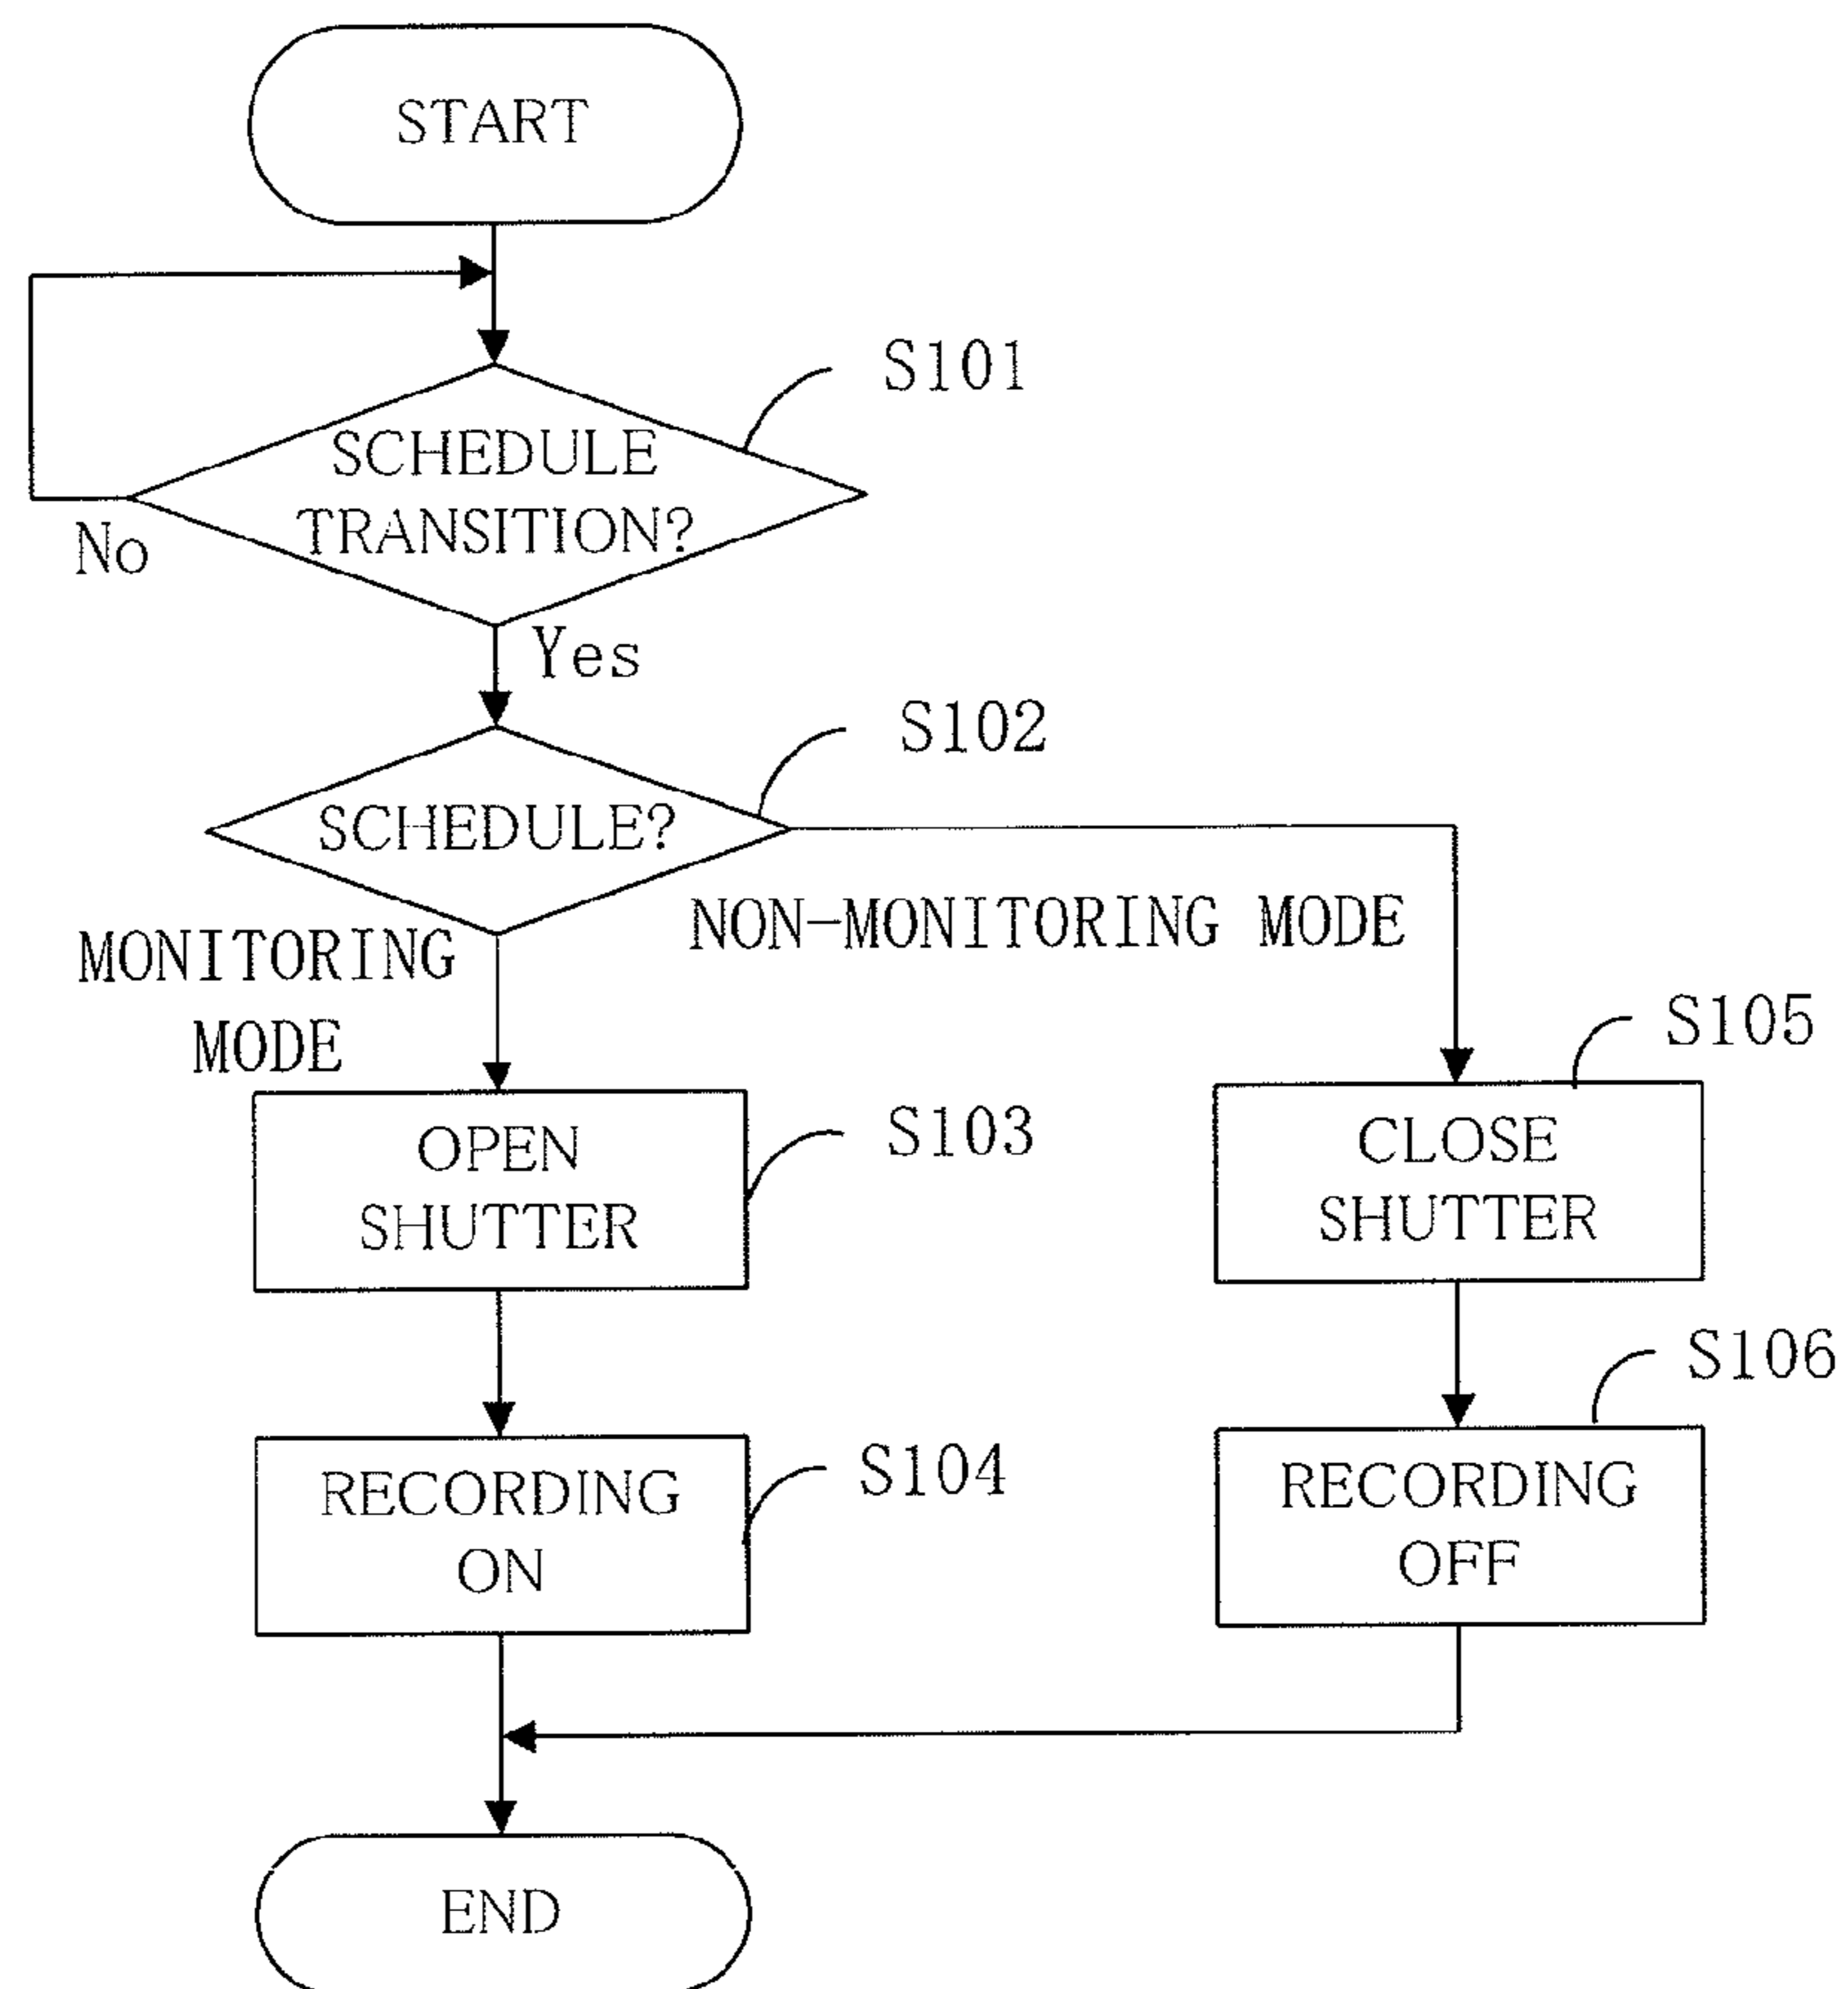 START
S101
SCHEDULE
TRANSITION?
No
Yes
S102
SCHEDULE?
NON-MONITORING MODE
MONITORING
MODE
S103
OPEN
SHUTTER
S105
CLOSE
SHUTTER
S104
RECORDING
ON
S106
RECORDING
OFF
END